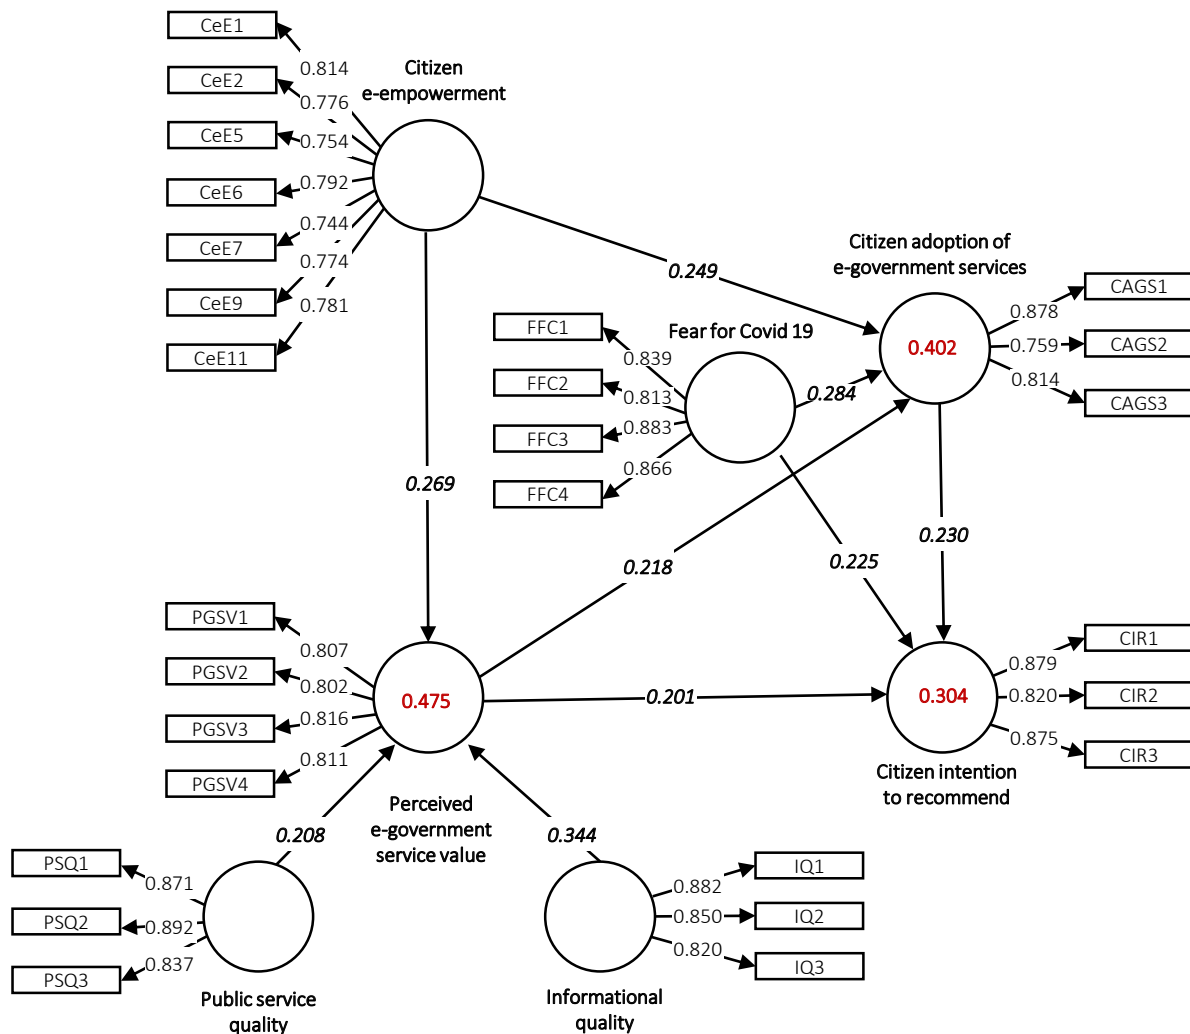 CeE1
0.814
Citizen
e-empowerment
CeE2
0.776
CeE5
0.754
CeE6
0.792
CeE7
0.744
CeE9
0.774
CeE11
0.781
0.249
Citizen adoption of
e-government services
0.402
CAGS1
0.878
CAGS2
0.759
CAGS3
0.814
Fear for Covid 19
FFC1
0.839
FFC2
0.813
FFC3
0.883
FFC4
0.866
0.284
0.269
0.218
0.225
0.230
PGSV1
0.807
PGSV2
0.802
PGSV3
0.816
PGSV4
0.811
0.475
0.201
0.304
CIR1
0.879
CIR2
0.820
CIR3
0.875
Citizen intention
to recommend
Perceived
e-government
service value
0.208
0.344
PSQ1
0.871
PSQ2
0.892
PSQ3
0.837
Public service
quality
IQ1
0.882
IQ2
0.850
IQ3
0.820
Informational
quality